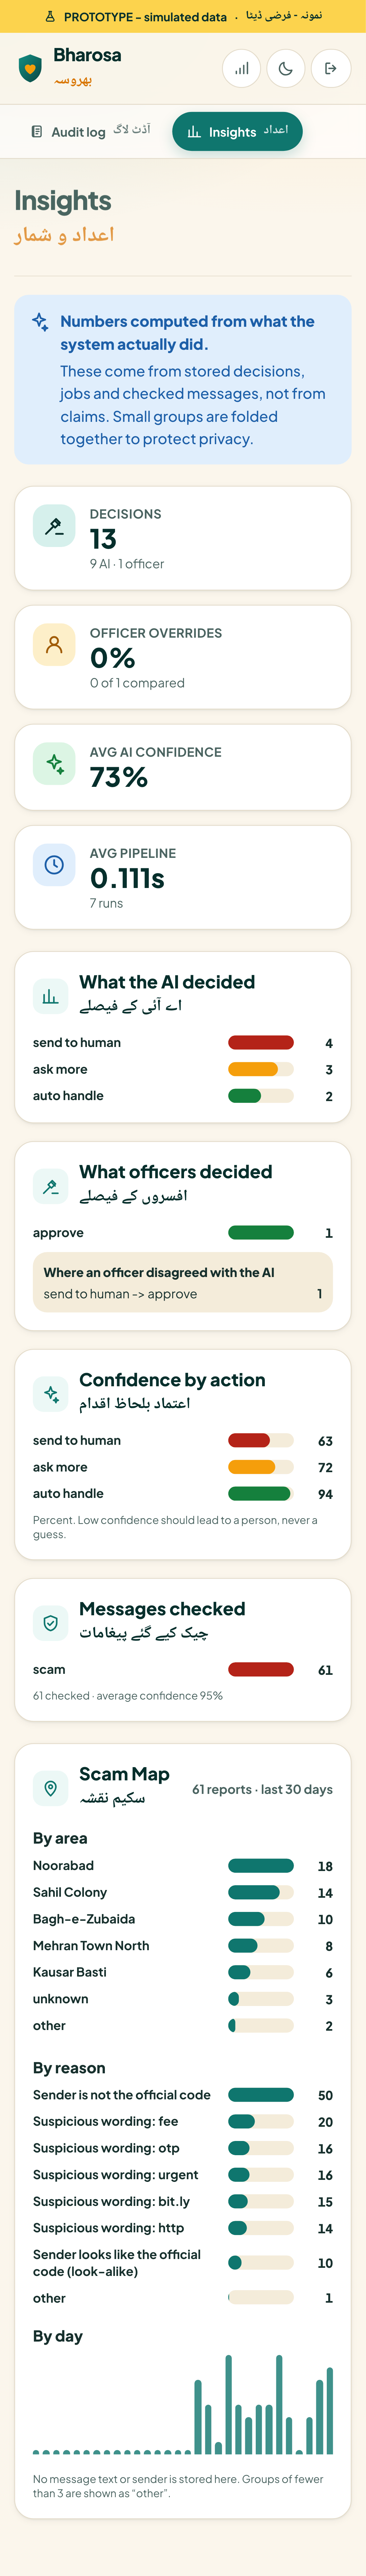 PROTOTYPE - simulated data · نمونہ - فرضی ڈیٹا
Bharosa
بھروسہ
Audit log آڈٹ لاگ
Insights اعداد
Insights
اعداد و شمار
Numbers computed from what the
system actually did.
These come from stored decisions,
jobs and checked messages, not from
claims. Small groups are folded
together to protect privacy.
DECISIONS
13
9 AI · 1 officer
OFFICER OVERRIDES
0%
0 of 1 compared
AVG AI CONFIDENCE
73%
AVG PIPELINE
0.111s
7 runs
What the AI decided
اے آئی کے فیصلے
send to human 4
ask more 3
auto handle 2
What officers decided
افسروں کے فیصلے
approve 1
Where an officer disagreed with the AI
send to human -> approve 1
Confidence by action
اعتماد بلحاظ اقدام
send to human 63
ask more 72
auto handle 94
Percent. Low confidence should lead to a person, never a
guess.
Messages checked
چیک کیے گئے پیغامات
scam 61
61 checked · average confidence 95%
Scam Map
سکیم نقشہ
61 reports · last 30 days
By area
Noorabad 18
Sahil Colony 14
Bagh-e-Zubaida 10
Mehran Town North 8
Kausar Basti 6
unknown 3
other 2
By reason
Sender is not the official code 50
Suspicious wording: fee 20
Suspicious wording: otp 16
Suspicious wording: urgent 16
Suspicious wording: bit.ly 15
Suspicious wording: http 14
Sender looks like the official
code (look-alike) 10
other 1
By day
No message text or sender is stored here. Groups of fewer
than 3 are shown as “other”.